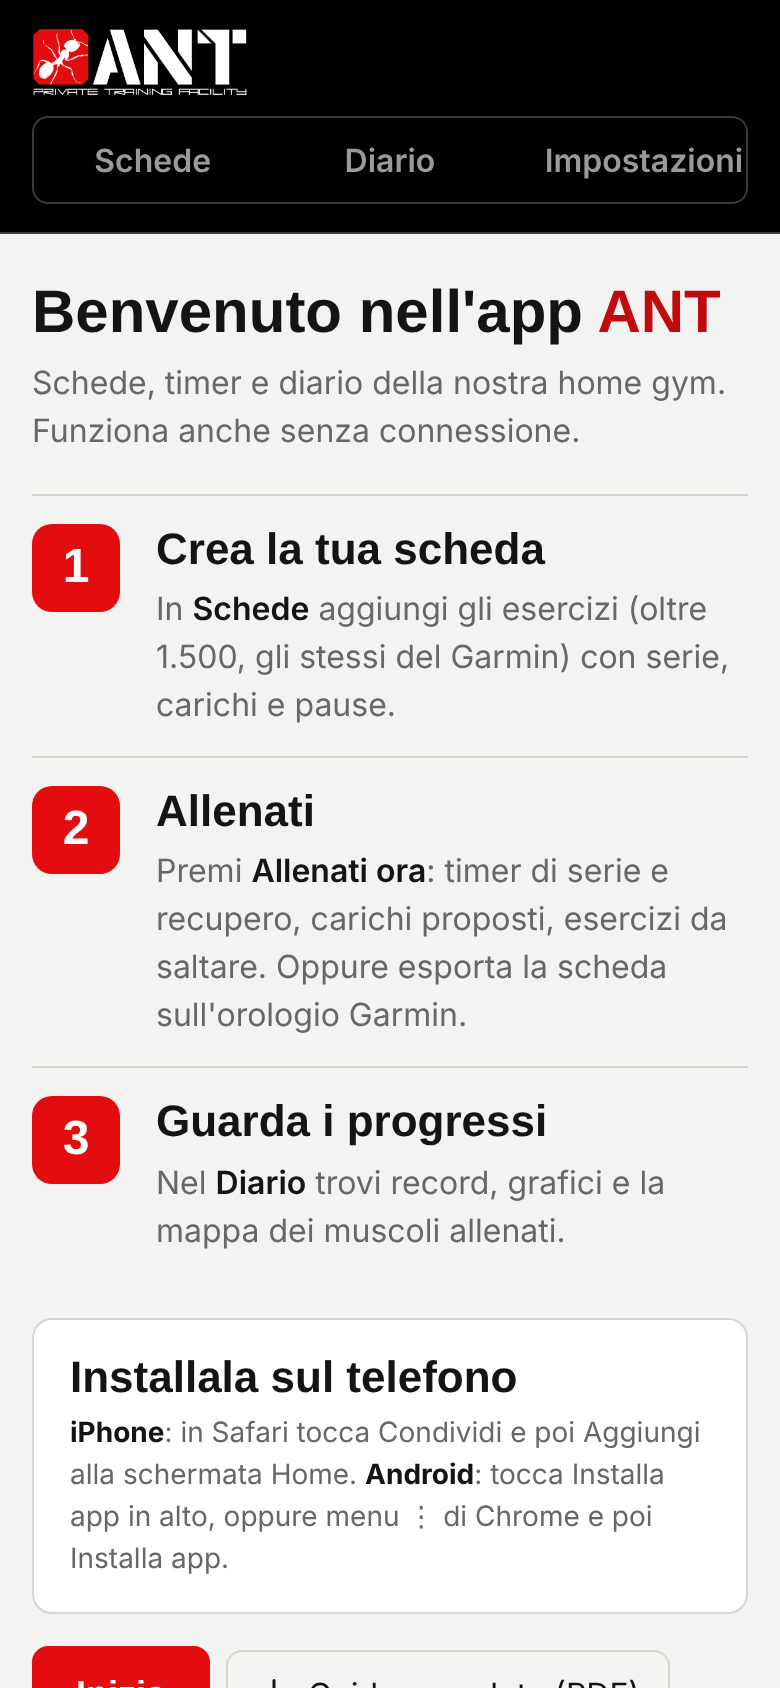 ANT
PRIVATE TRAINING FACILITY
Schede Diario Impostazioni
Benvenuto nell'app ANT
Schede, timer e diario della nostra home gym.
Funziona anche senza connessione.
1
Crea la tua scheda
In Schede aggiungi gli esercizi (oltre
1.500, gli stessi del Garmin) con serie,
carichi e pause.
2
Allenati
Premi Allenati ora: timer di serie e
recupero, carichi proposti, esercizi da
saltare. Oppure esporta la scheda
sull'orologio Garmin.
3
Guarda i progressi
Nel Diario trovi record, grafici e la
mappa dei muscoli allenati.
Installala sul telefono
iPhone: in Safari tocca Condividi e poi Aggiungi
alla schermata Home. Android: tocca Installa
app in alto, oppure menu ⋮ di Chrome e poi
Installa app.